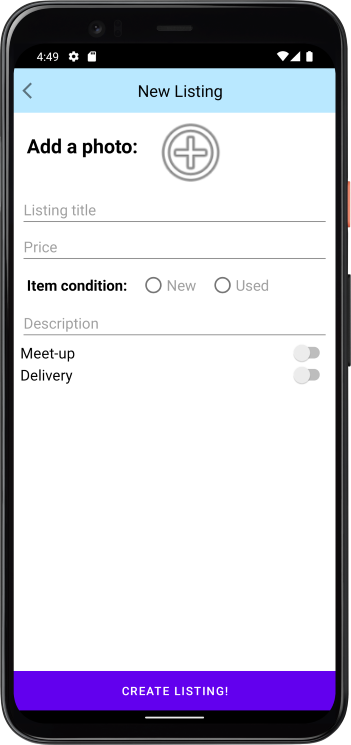 4:49
New Listing
Add a photo:
Listing title
Price
Item condition: New Used
Description
Meet-up
Delivery
CREATE LISTING!